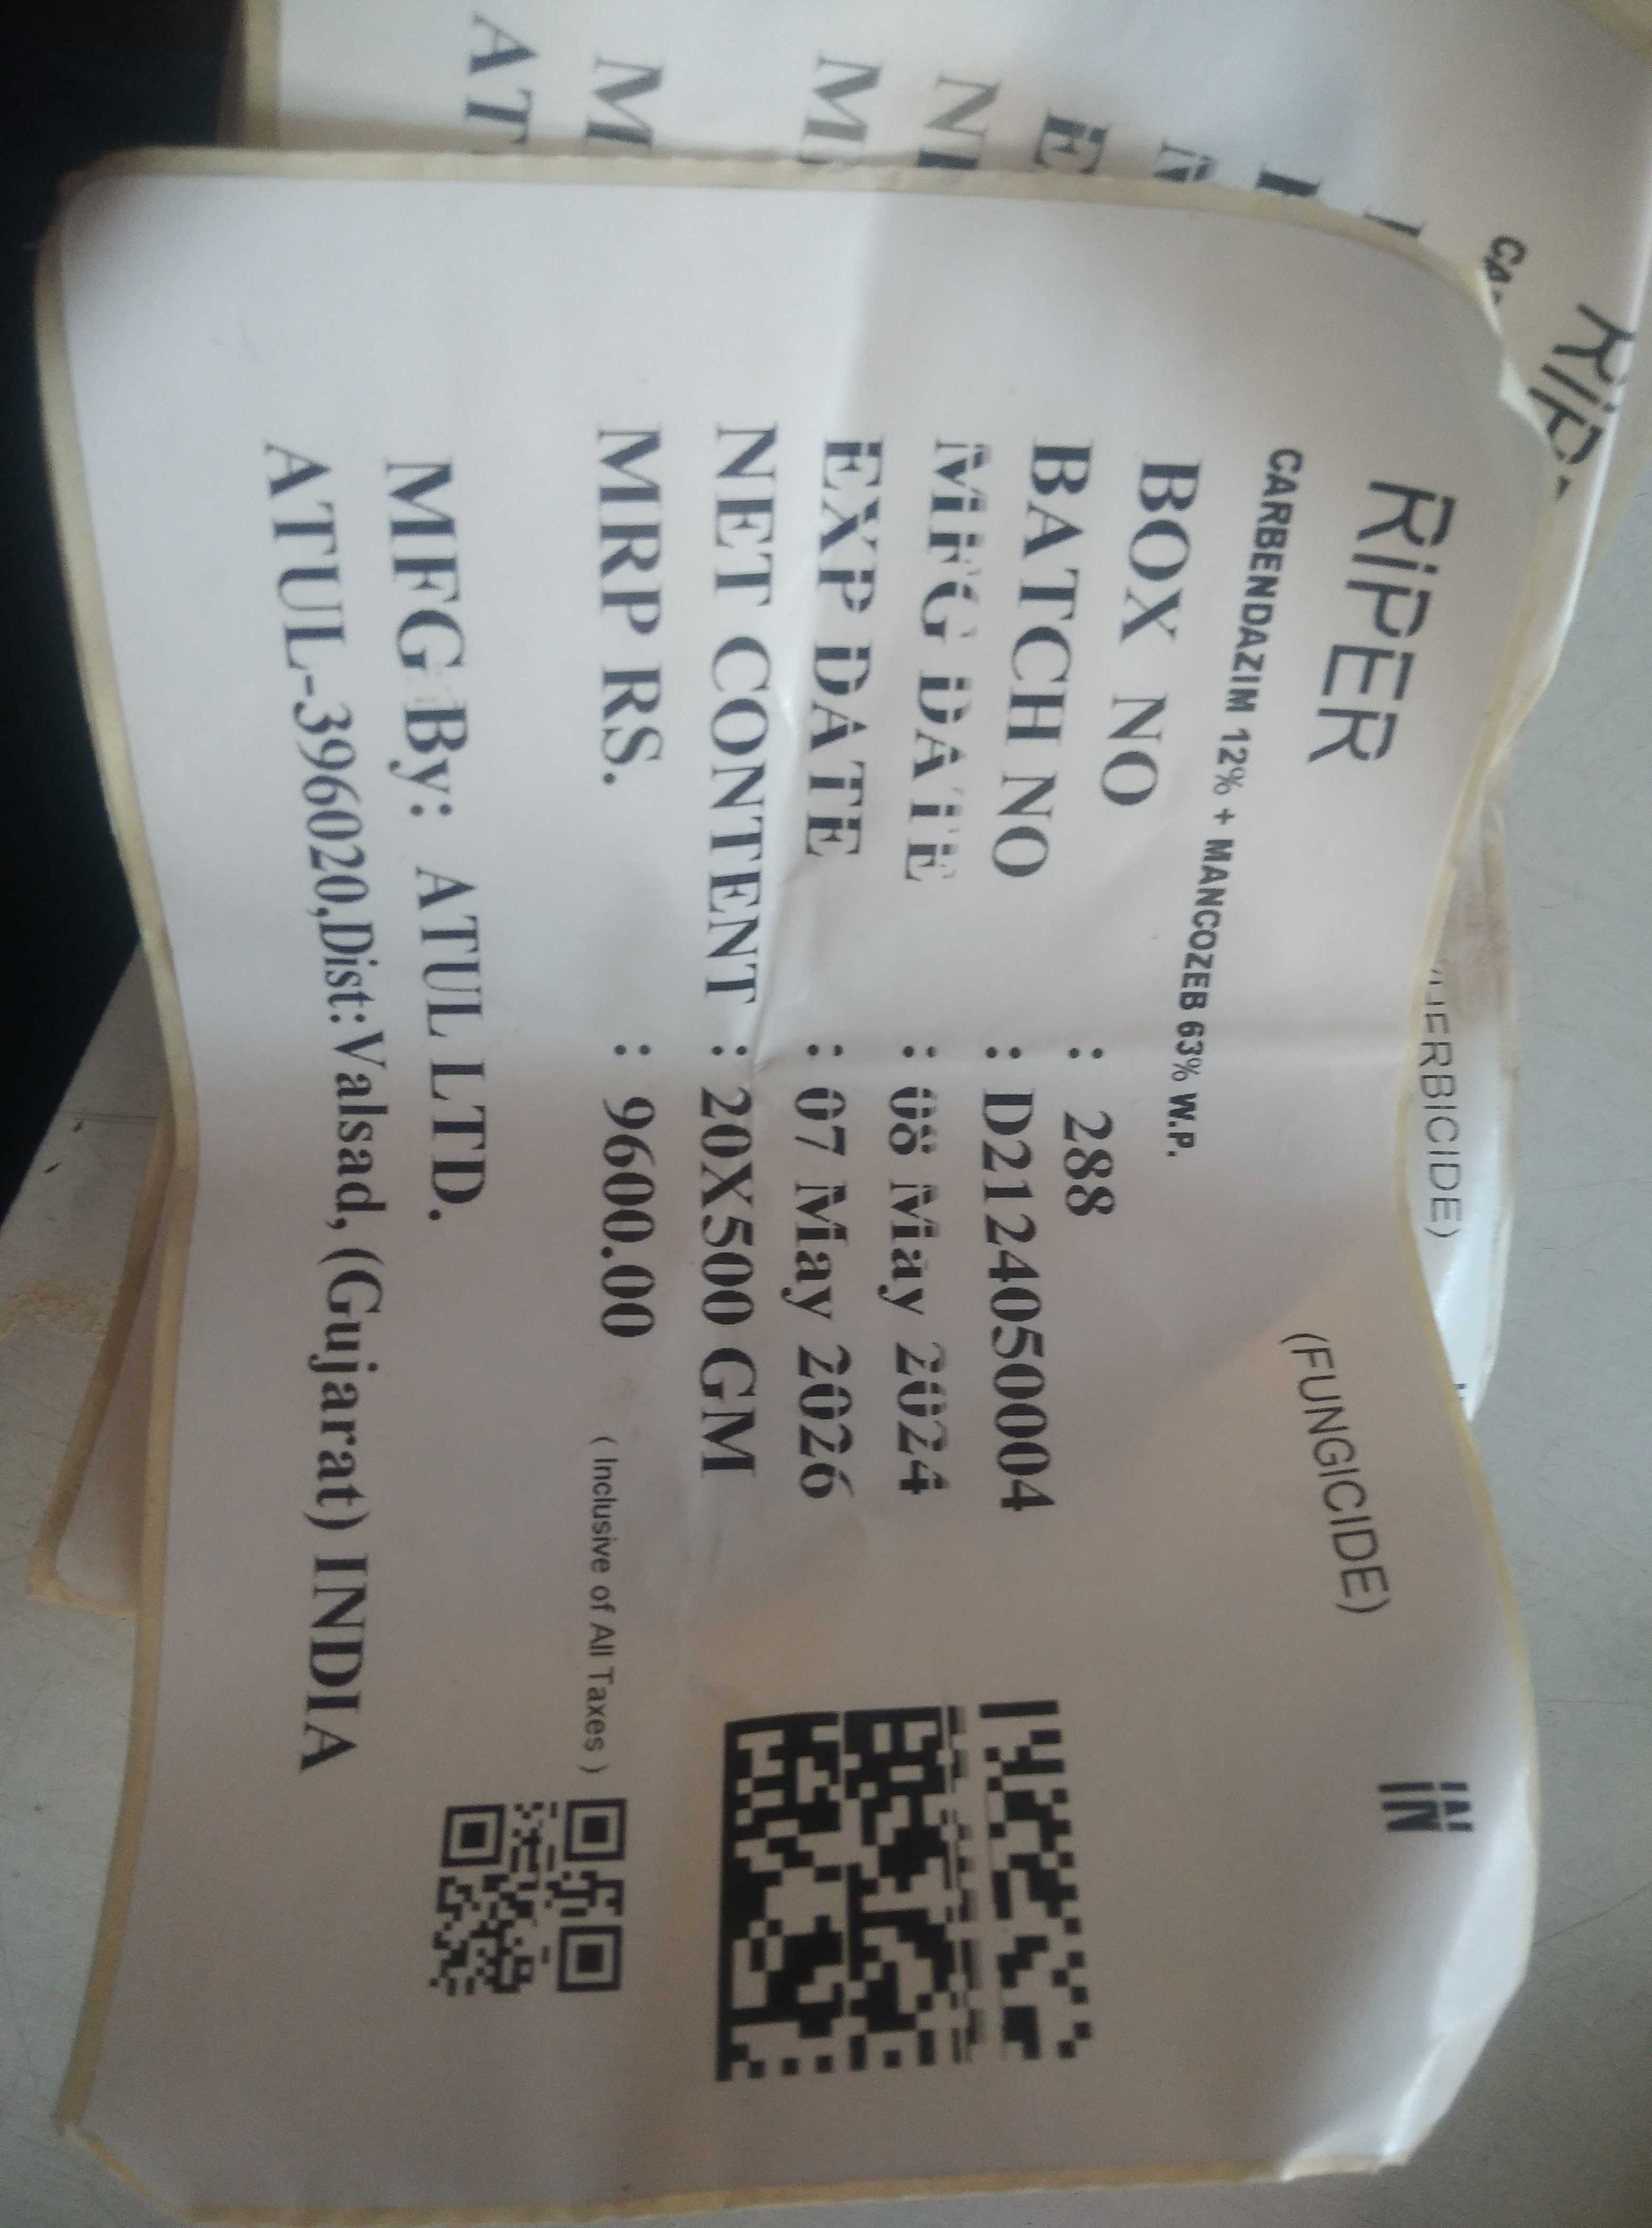 RiPER (FUNGICIDE) IN
CARBENDAZIM 12% + MANCOZEB 63% W.P.
BOX NO : 288
BATCH NO : D212405004
MFG DATE : 08 May 2024
EXP DATE : 07 May 2026
NET CONTENT : 20X500 GM
MRP RS. : 9600.00 ( Inclusive of All Taxes )
MFG By: ATUL LTD.
ATUL-396020,Dist:Valsad, (Gujarat) INDIA